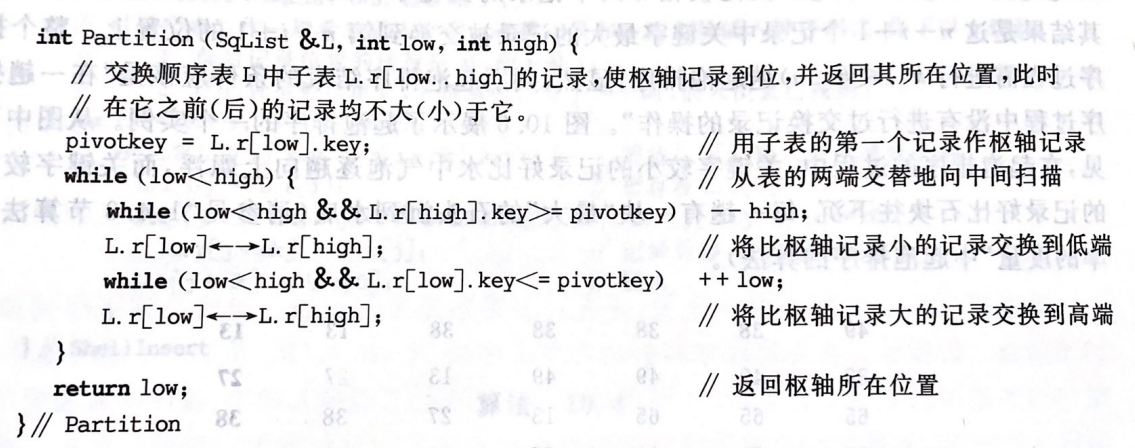 int Partition (SqList &L, int low, int high) {
// 交换顺序表 L 中子表 L.r[low..high]的记录,使枢轴记录到位,并返回其所在位置,此时
// 在它之前(后)的记录均不大(小)于它。
pivotkey = L.r[low].key; // 用子表的第一个记录作枢轴记录
while (low<high) { // 从表的两端交替地向中间扫描
while (low<high && L.r[high].key>= pivotkey) -- high;
L.r[low]←→L.r[high]; // 将比枢轴记录小的记录交换到低端
while (low<high && L.r[low].key<= pivotkey) ++ low;
L.r[low]←→L.r[high]; // 将比枢轴记录大的记录交换到高端
}
return low; // 返回枢轴所在位置
}// Partition